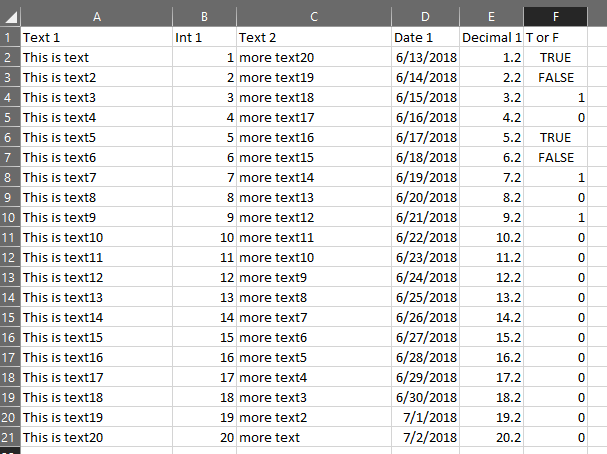 A B C D E F
1 Text 1 Int 1 Text 2 Date 1 Decimal 1 T or F
2 This is text 1 more text20 6/13/2018 1.2 TRUE
3 This is text2 2 more text19 6/14/2018 2.2 FALSE
4 This is text3 3 more text18 6/15/2018 3.2 1
5 This is text4 4 more text17 6/16/2018 4.2 0
6 This is text5 5 more text16 6/17/2018 5.2 TRUE
7 This is text6 6 more text15 6/18/2018 6.2 FALSE
8 This is text7 7 more text14 6/19/2018 7.2 1
9 This is text8 8 more text13 6/20/2018 8.2 0
10 This is text9 9 more text12 6/21/2018 9.2 1
11 This is text10 10 more text11 6/22/2018 10.2 0
12 This is text11 11 more text10 6/23/2018 11.2 0
13 This is text12 12 more text9 6/24/2018 12.2 0
14 This is text13 13 more text8 6/25/2018 13.2 0
15 This is text14 14 more text7 6/26/2018 14.2 0
16 This is text15 15 more text6 6/27/2018 15.2 0
17 This is text16 16 more text5 6/28/2018 16.2 0
18 This is text17 17 more text4 6/29/2018 17.2 0
19 This is text18 18 more text3 6/30/2018 18.2 0
20 This is text19 19 more text2 7/1/2018 19.2 0
21 This is text20 20 more text 7/2/2018 20.2 0